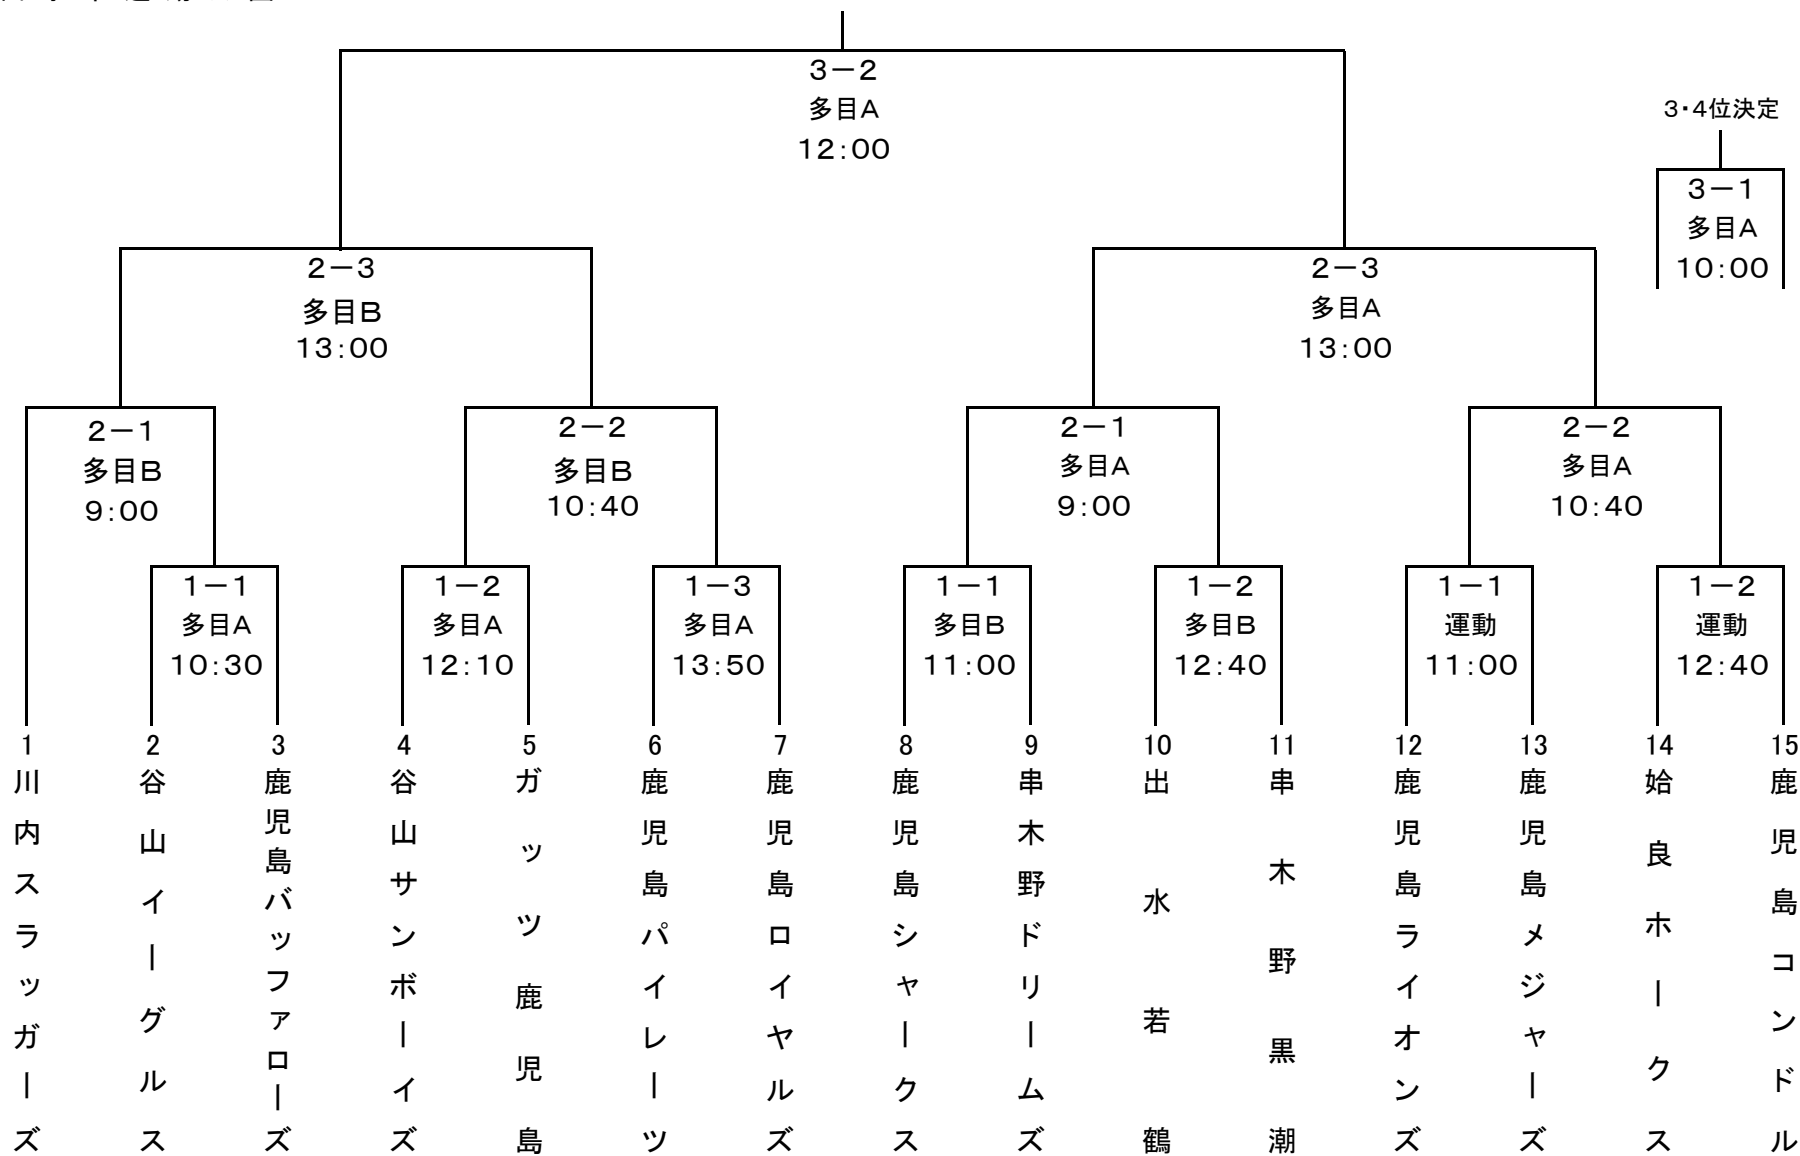 3－2
多目A
12：00
3・4位決定
3－1
多目A
10：00
2－3
多目B
13：00
2－3
多目A
13：00
2－1
多目B
9：00
2－2
多目B
10：40
2－1
多目A
9：00
2－2
多目A
10：40
1－1
多目A
10：30
1－2
多目A
12：10
1－3
多目A
13：50
1－1
多目B
11：00
1－2
多目B
12：40
1－1
運動
11：00
1－2
運動
12：40
1
川内スラッガーズ
2
谷山イーグルス
3
鹿児島バッファローズ
4
谷山サンボーイズ
5
ガッツ鹿児島
6
鹿児島パイレーツ
7
鹿児島ロイヤルズ
8
鹿児島シャークス
9
串木野ドリームズ
10
出水若鶴
11
串木野黒潮
12
鹿児島ライオンズ
13
鹿児島メジャーズ
14
姶良ホークス
15
鹿児島コンドル